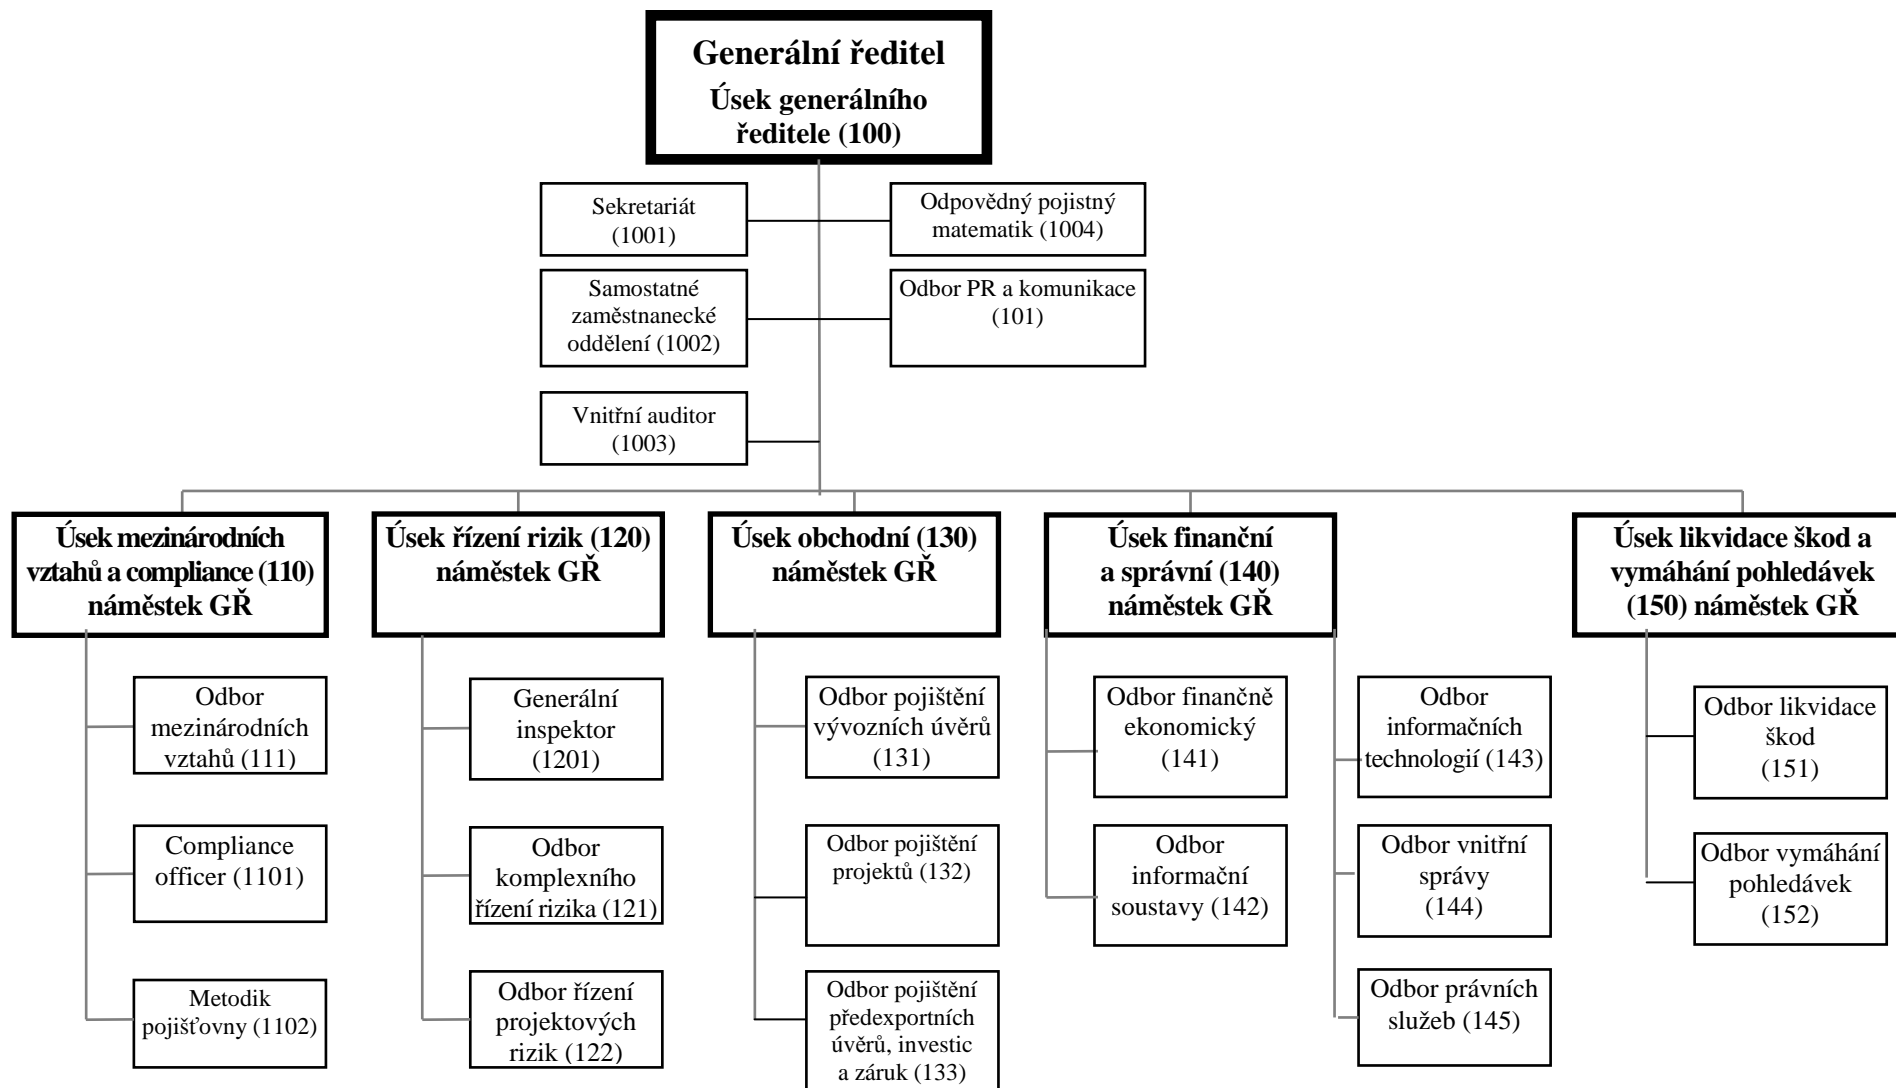 Generální ředitel
Úsek generálního
ředitele (100)
Sekretariát
(1001)
Odpovědný pojistný
matematik (1004)
Samostatné
zaměstnanecké
oddělení (1002)
Odbor PR a komunikace
(101)
Vnitřní auditor
(1003)
Úsek mezinárodních
vztahů a compliance (110)
náměstek GŘ
Úsek řízení rizik (120)
náměstek GŘ
Úsek obchodní (130)
náměstek GŘ
Úsek finanční
a správní (140)
náměstek GŘ
Úsek likvidace škod a
vymáhání pohledávek
(150) náměstek GŘ
Odbor
mezinárodních
vztahů (111)
Compliance
officer (1101)
Metodik
pojišťovny (1102)
Generální
inspektor
(1201)
Odbor
komplexního
řízení rizika (121)
Odbor řízení
projektových
rizik (122)
Odbor pojištění
vývozních úvěrů
(131)
Odbor pojištění
projektů (132)
Odbor pojištění
předexportních
úvěrů, investic
a záruk (133)
Odbor finančně
ekonomický
(141)
Odbor
informační
soustavy (142)
Odbor
informačních
technologií (143)
Odbor vnitřní
správy
(144)
Odbor právních
služeb (145)
Odbor likvidace
škod
(151)
Odbor vymáhání
pohledávek
(152)